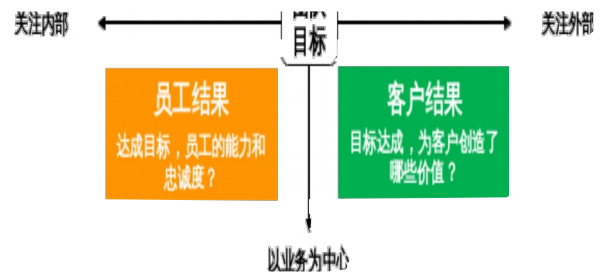 关注内部
关注外部
目标
员工结果
达成目标，员工的能力和
忠诚度？
客户结果
目标达成，为客户创造了
哪些价值？
以业务为中心